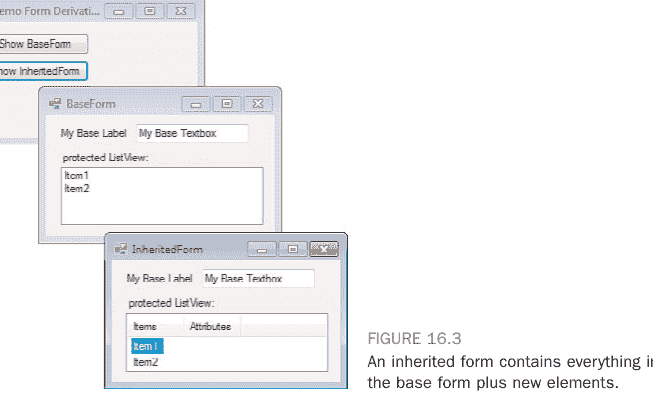 emo Form Derivati...
Show BaseForm
how InheritedForm
BaseForm
My Base Label My Base Textbox
protected ListView:
Item1
Item2
InheritedForm
My Base Label My Base Textbox
protected ListView:
Items Attributes
Item1
Item2
FIGURE 16.3
An inherited form contains everything in
the base form plus new elements.